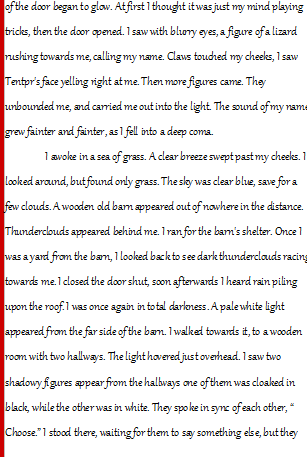 of the door began to glow. At first I thought it was just my mind playing
tricks, then the door opened. I saw with blurry eyes, a figure of a lizard
rushing towards me, calling my name. Claws touched my cheeks, I saw
Tentpr's face yelling right at me. Then more figures came. They
unbounded me, and carried me out into the light. The sound of my name
grew fainter and fainter, as I fell into a deep coma.
I awoke in a sea of grass. A clear breeze swept past my cheeks. I
looked around, but found only grass. The sky was clear blue, save for a
few clouds. A wooden old barn appeared out of nowhere in the distance.
Thunderclouds appeared behind me. I ran for the barn's shelter. Once I
was a yard from the barn, I looked back to see dark thunderclouds racing
towards me. I closed the door shut, soon afterwards I heard rain piling
upon the roof. I was once again in total darkness. A pale white light
appeared from the far side of the barn. I walked towards it, to a wooden
room with two hallways. The light hovered just overhead. I saw two
shadowy figures appear from the hallways one of them was cloaked in
black, while the other was in white. They spoke in sync of each other, “
Choose.” I stood there, waiting for them to say something else, but they